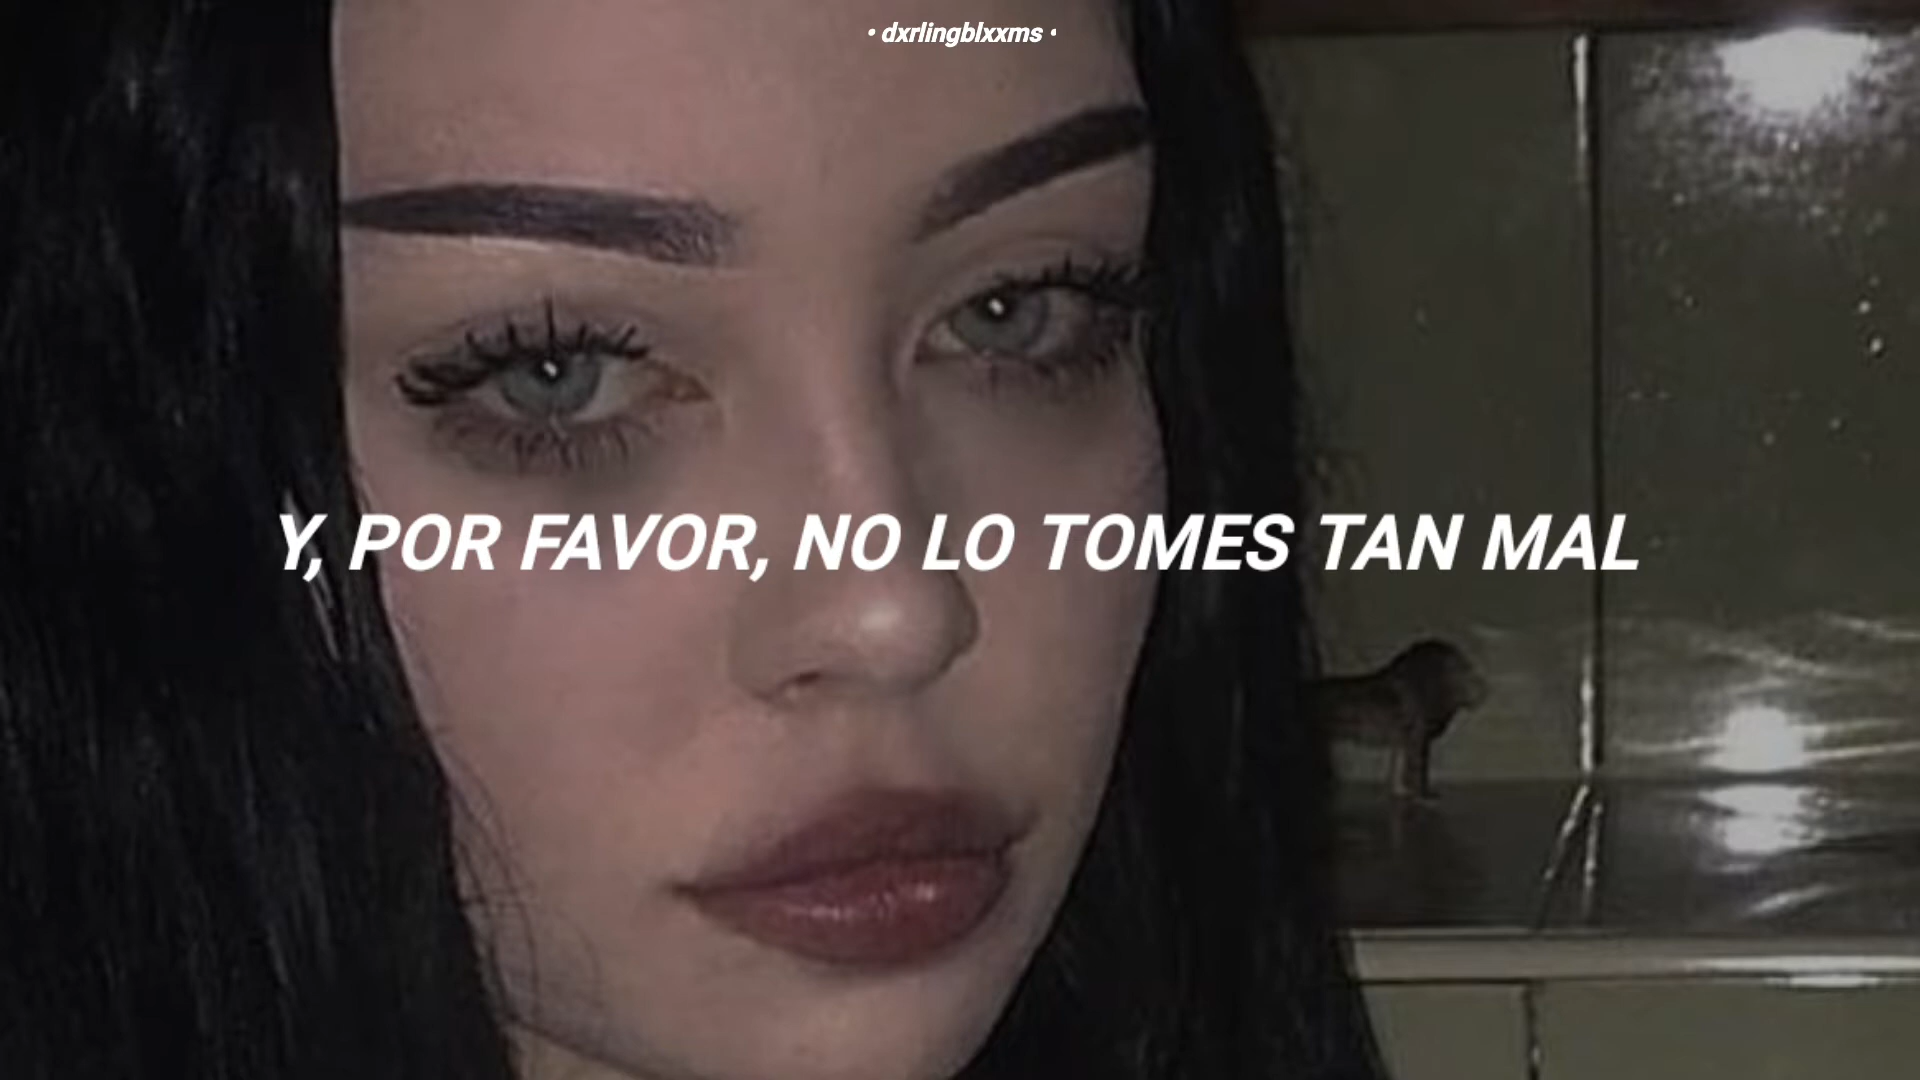 • dxrlingblxxms •
Y, POR FAVOR, NO LO TOMES TAN MAL